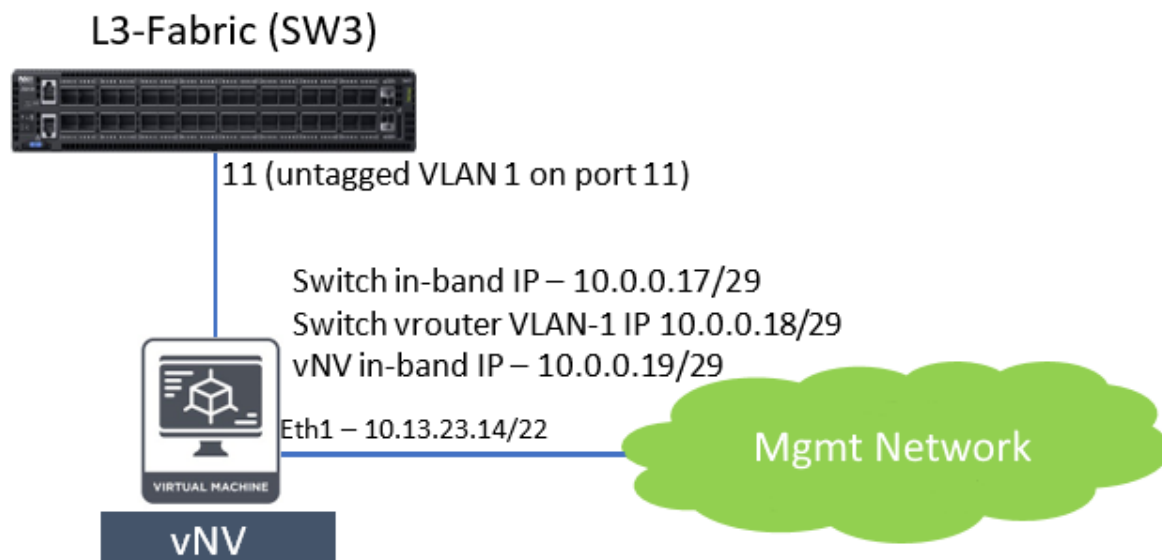 L3-Fabric (SW3)
11 (untagged VLAN 1 on port 11)
Switch in-band IP – 10.0.0.17/29
Switch vrouter VLAN-1 IP 10.0.0.18/29
vNV in-band IP – 10.0.0.19/29
Eth1 – 10.13.23.14/22
Mgmt Network
VIRTUAL MACHINE
vNV